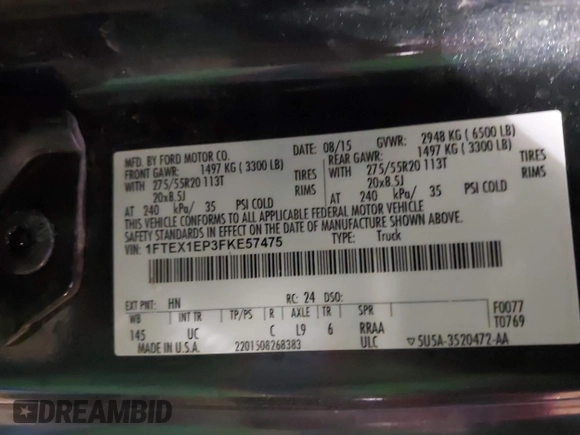 MFD. BY FORD MOTOR CO. DATE: 08/15 GVWR: 2948 KG ( 6500 LB)
FRONT GAWR: 1497 KG ( 3300 LB) REAR GAWR: 1497 KG ( 3300 LB)
WITH 275/55R20 113T TIRES WITH 275/55R20 113T TIRES
20x8.5J RIMS 20x8.5J RIMS
AT 240 kPa/ 35 PSI COLD AT 240 kPa/ 35 PSI COLD
THIS VEHICLE CONFORMS TO ALL APPLICABLE FEDERAL MOTOR VEHICLE
SAFETY STANDARDS IN EFFECT ON THE DATE OF MANUFACTURE SHOWN ABOVE.
VIN: 1FTEX1EP3FKE57475 TYPE: Truck
EXT PNT: HN RC: 24 DSO:
WB INT TR TP/PS R AXLE TR SPR F0077
145 UC C L9 6 RRAA T0769
MADE IN U.S.A. 2201508268383 ULC ▽5U5A-3520472-AA
DREAMBID